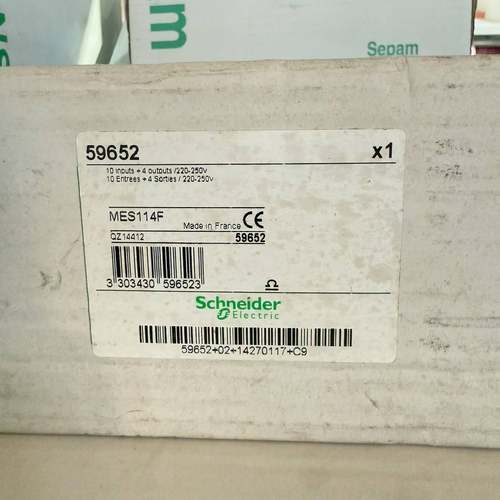 Sepam
59652 x1
10 inputs + 4 outputs /220-250v
10 Entrees + 4 Sorties / 220-250v
MES114F Made in France CE
QZ14412 59652
3 303430 596523
Schneider
Electric
59652+02+14270117+C9